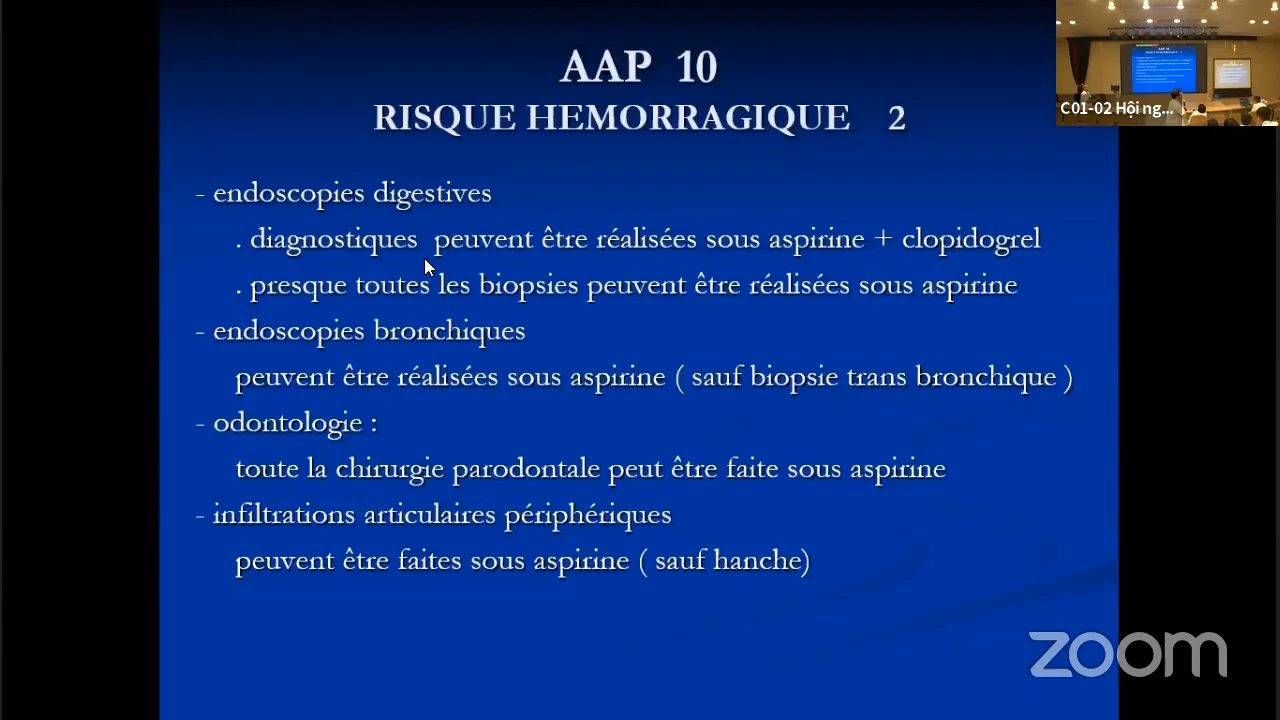 AAP 10
RISQUE HEMORRAGIQUE 2
- endoscopies digestives
. diagnostiques peuvent être réalisées sous aspirine + clopidogrel
. presque toutes les biopsies peuvent être réalisées sous aspirine
- endoscopies bronchiques
peuvent être réalisées sous aspirine ( sauf biopsie trans bronchique )
- odontologie :
toute la chirurgie parodontale peut être faite sous aspirine
- infiltrations articulaires périphériques
peuvent être faites sous aspirine ( sauf hanche)
C01-02 Hội ng...
zoom